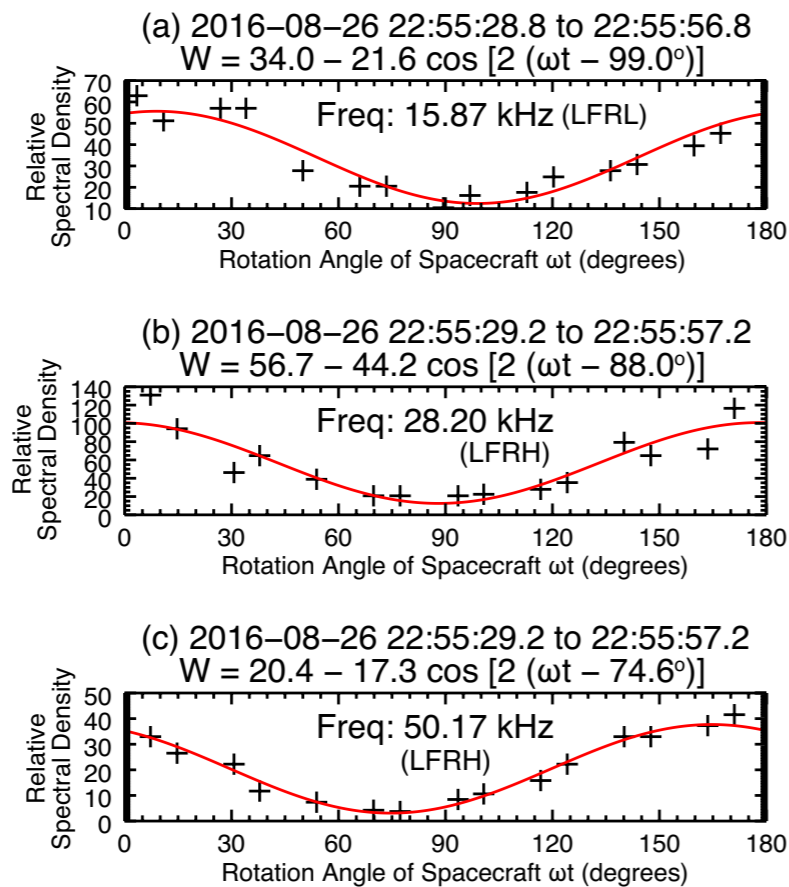 (a) 2016−08−26 22:55:28.8 to 22:55:56.8
W = 34.0 − 21.6 cos [2 (ωt − 99.0º)]
70
60
50
40
30
20
10
Relative
Spectral Density
Freq: 15.87 kHz (LFRL)
0 30 60 90 120 150 180
Rotation Angle of Spacecraft ωt (degrees)
(b) 2016−08−26 22:55:29.2 to 22:55:57.2
W = 56.7 − 44.2 cos [2 (ωt − 88.0º)]
140
120
100
80
60
40
20
0
Relative
Spectral Density
Freq: 28.20 kHz
(LFRH)
0 30 60 90 120 150 180
Rotation Angle of Spacecraft ωt (degrees)
(c) 2016−08−26 22:55:29.2 to 22:55:57.2
W = 20.4 − 17.3 cos [2 (ωt − 74.6º)]
50
40
30
20
10
0
Relative
Spectral Density
Freq: 50.17 kHz
(LFRH)
0 30 60 90 120 150 180
Rotation Angle of Spacecraft ωt (degrees)